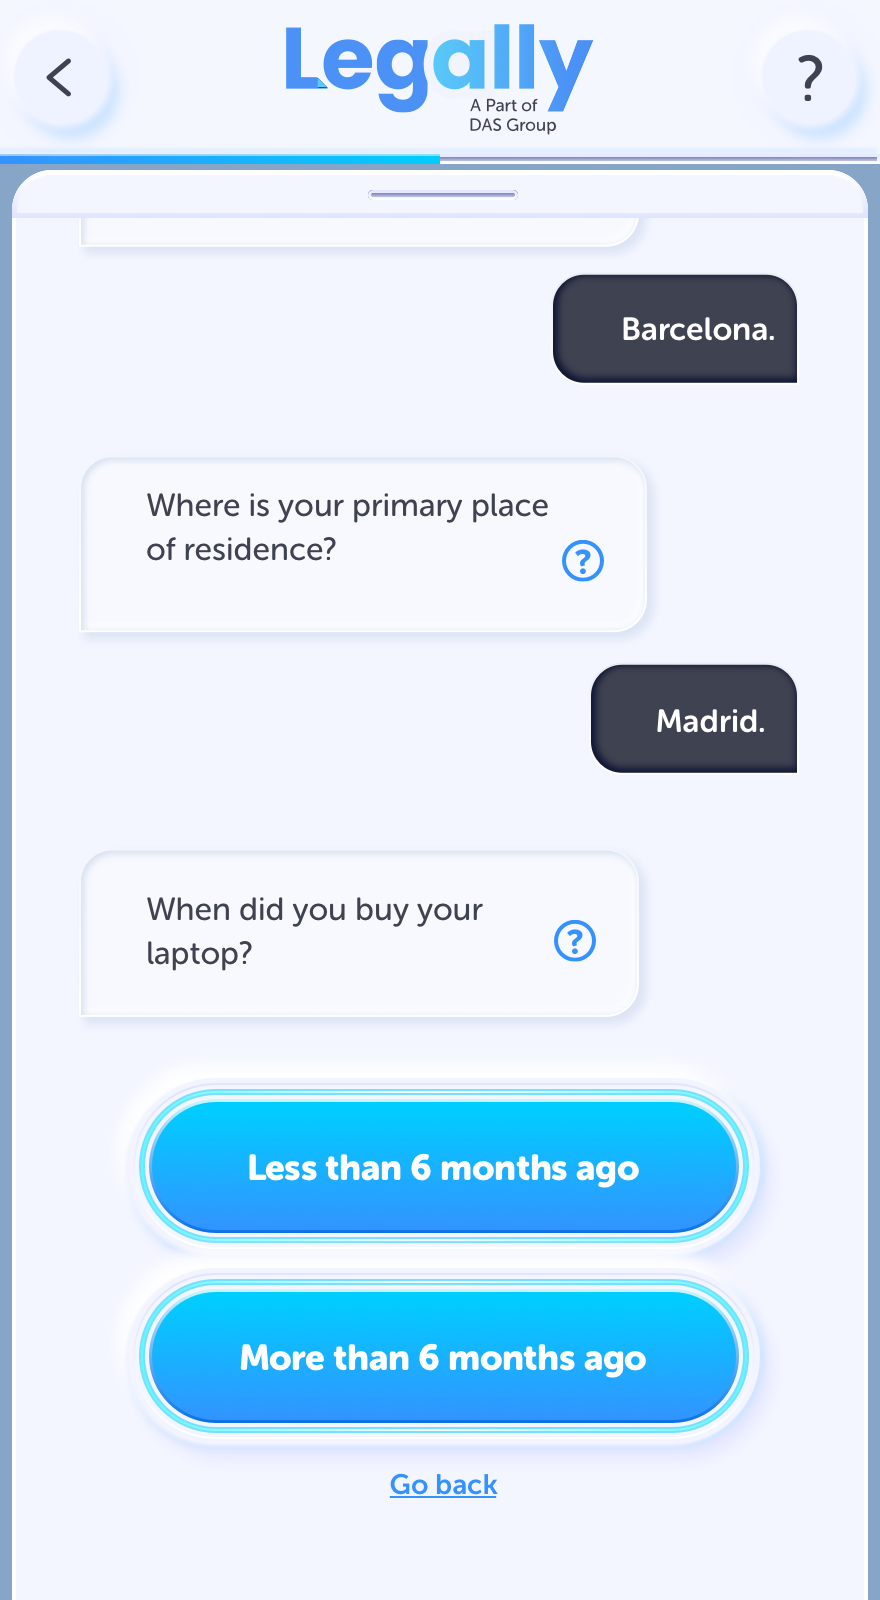 Legally
A Part of
DAS Group
?
Barcelona.
Where is your primary place
of residence?
?
Madrid.
When did you buy your
laptop?
?
Less than 6 months ago
More than 6 months ago
Go back